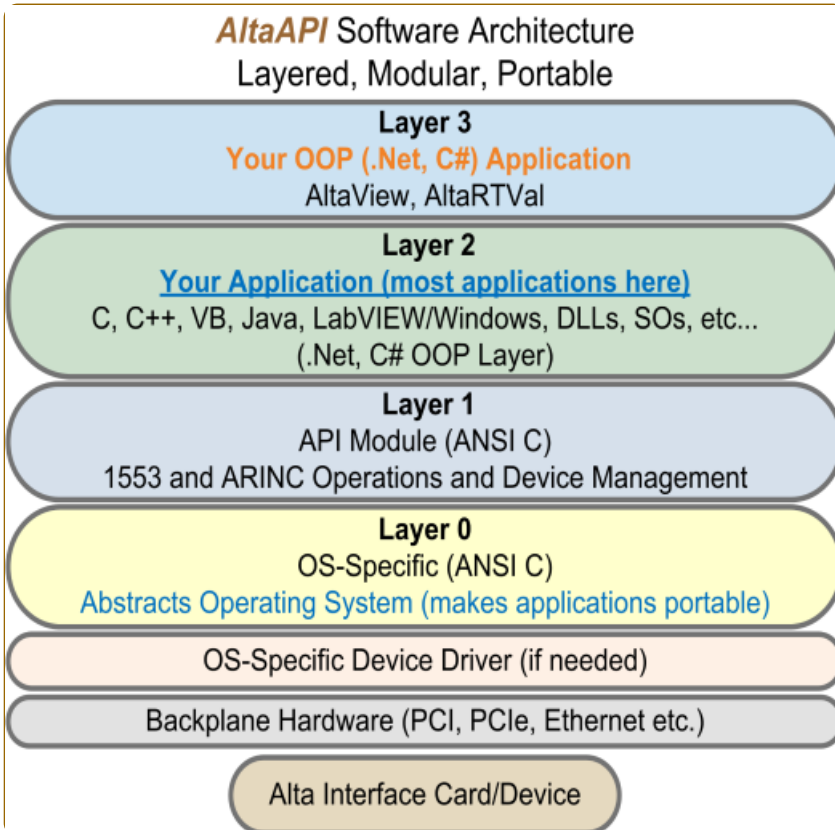 AltaAPI Software Architecture
Layered, Modular, Portable
Layer 3
Your OOP (.Net, C#) Application
AltaView, AltaRTVal
Layer 2
Your Application (most applications here)
C, C++, VB, Java, LabVIEW/Windows, DLLs, SOs, etc...
(.Net, C# OOP Layer)
Layer 1
API Module (ANSI C)
1553 and ARINC Operations and Device Management
Layer 0
OS-Specific (ANSI C)
Abstracts Operating System (makes applications portable)
OS-Specific Device Driver (if needed)
Backplane Hardware (PCI, PCIe, Ethernet etc.)
Alta Interface Card/Device